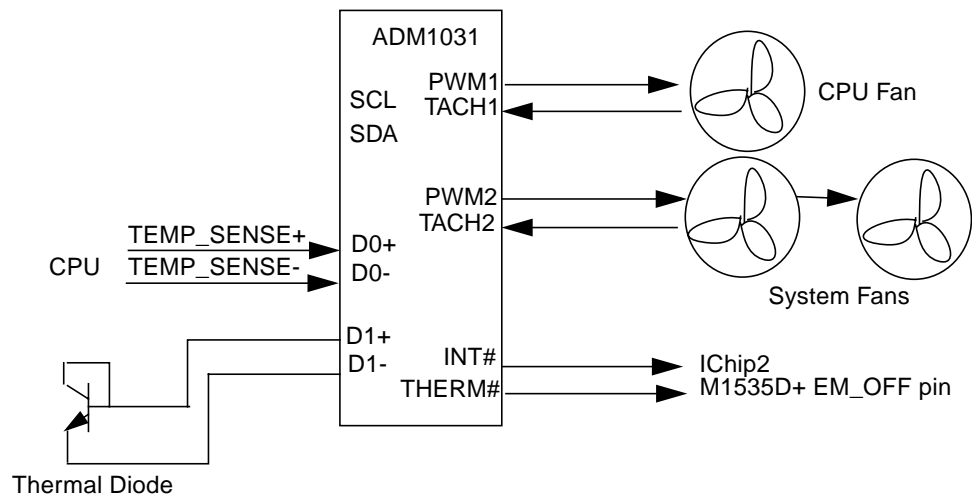 ADM1031
PWM1
TACH1
SCL
SDA
CPU Fan
PWM2
TACH2
System Fans
CPU
TEMP_SENSE+
TEMP_SENSE-
D0+
D0-
D1+
D1-
INT#
THERM#
IChip2
M1535D+ EM_OFF pin
Thermal Diode